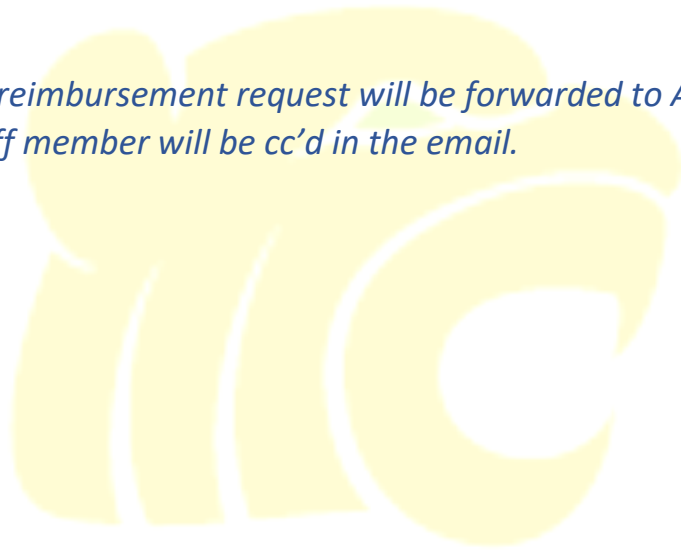 reimbursement request will be forwarded to A
ff member will be cc’d in the email.